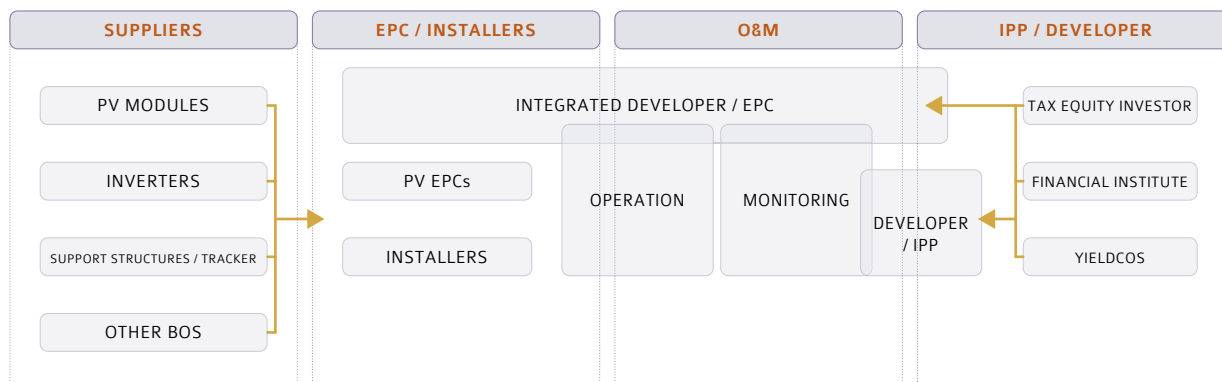 SUPPLIERS
EPC / INSTALLERS
O&M
IPP / DEVELOPER
PV MODULES
INVERTERS
SUPPORT STRUCTURES / TRACKER
OTHER BOS
INTEGRATED DEVELOPER / EPC
PV EPCs
INSTALLERS
OPERATION
MONITORING
DEVELOPER
/ IPP
TAX EQUITY INVESTOR
FINANCIAL INSTITUTE
YIELDCOS